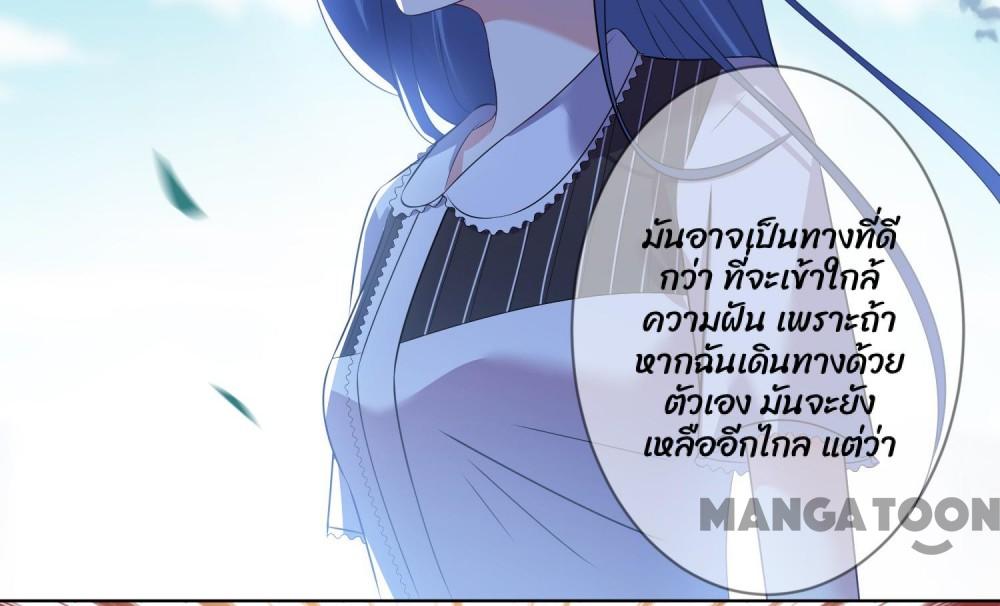 มันอาจเป็นทางที่ดี
กว่า ที่จะเข้าใกล้
ความฝัน เพราะถ้า
หากฉันเดินทางด้วย
ตัวเอง มันจะยัง
เหลืออีกไกล แต่ว่า
MANGATOON